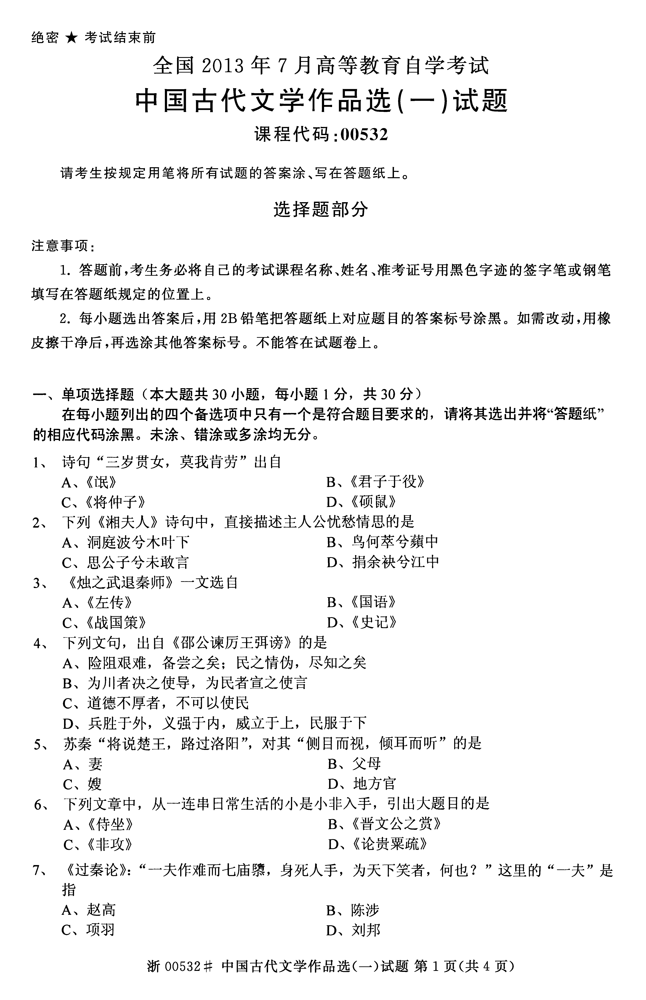 绝密 ★ 考试结束前
全国 2013 年 7 月高等教育自学考试
中国古代文学作品选(一)试题
课程代码:00532
请考生按规定用笔将所有试题的答案涂、写在答题纸上。
选择题部分
注意事项:
1. 答题前,考生务必将自己的考试课程名称、姓名、准考证号用黑色字迹的签字笔或钢笔
填写在答题纸规定的位置上。
2. 每小题选出答案后,用 2B 铅笔把答题纸上对应题目的答案标号涂黑。如需改动,用橡
皮擦干净后,再选涂其他答案标号。不能答在试题卷上。
一、单项选择题（本大题共 30 小题，每小题 1 分，共 30 分）
在每小题列出的四个备选项中只有一个是符合题目要求的，请将其选出并将“答题纸”
的相应代码涂黑。未涂、错涂或多涂均无分。
1、 诗句“三岁贯女，莫我肯劳”出自
A、《氓》 B、《君子于役》
C、《将仲子》 D、《硕鼠》
2、 下列《湘夫人》诗句中，直接描述主人公忧愁情思的是
A、洞庭波兮木叶下 B、鸟何萃兮蘋中
C、思公子兮未敢言 D、捐余袂兮江中
3、 《烛之武退秦师》一文选自
A、《左传》 B、《国语》
C、《战国策》 D、《史记》
4、 下列文句，出自《邵公谏厉王弭谤》的是
A、险阻艰难，备尝之矣；民之情伪，尽知之矣
B、为川者决之使导，为民者宣之使言
C、道德不厚者，不可以使民
D、兵胜于外，义强于内，威立于上，民服于下
5、 苏秦“将说楚王，路过洛阳”，对其“侧目而视，倾耳而听”的是
A、妻 B、父母
C、嫂 D、地方官
6、 下列文章中，从一连串日常生活的小是小非入手，引出大题目的是
A、《侍坐》 B、《晋文公之赏》
C、《非攻》 D、《论贵粟疏》
7、 《过秦论》：“一夫作难而七庙隳，身死人手，为天下笑者，何也？”这里的“一夫”是
指
A、赵高 B、陈涉
C、项羽 D、刘邦
浙 00532# 中国古代文学作品选(一)试题 第 1 页(共 4 页)